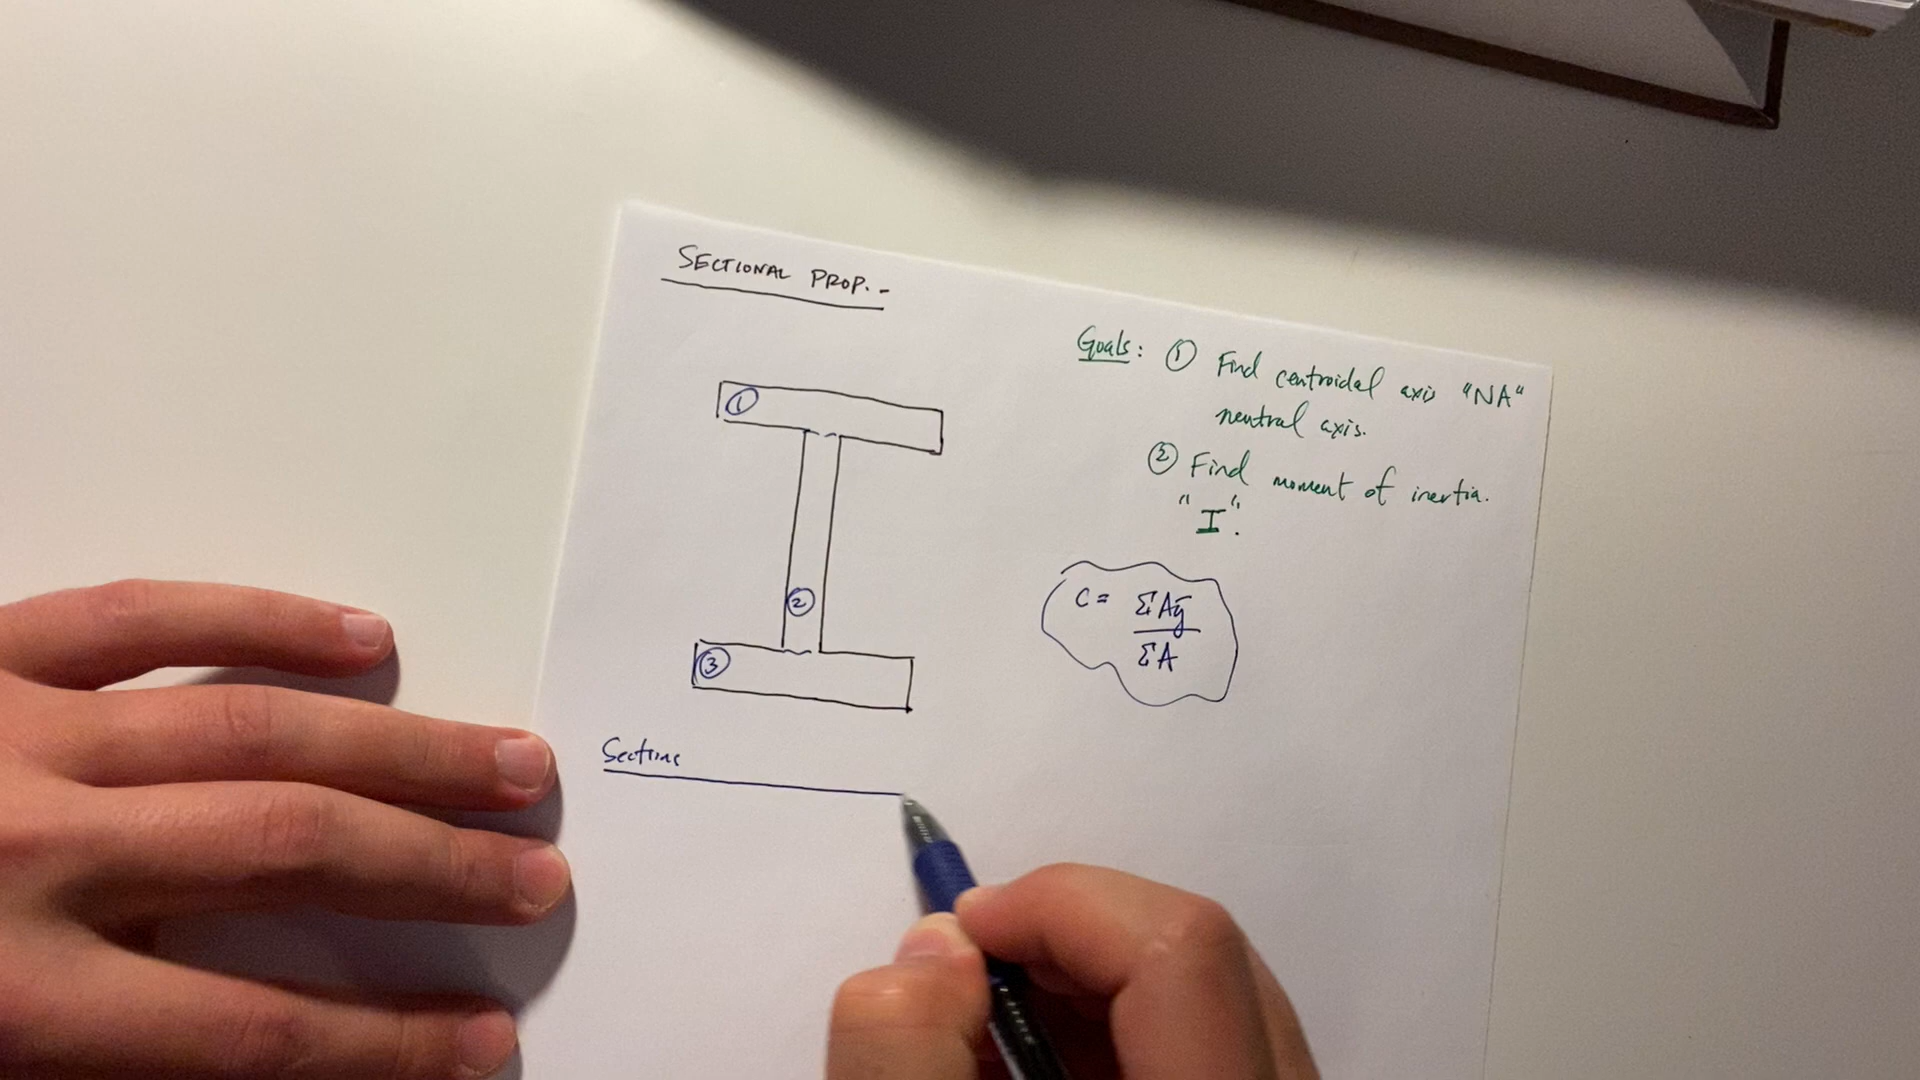 SECTIONAL PROP. -
Goals: ① Find centroidal axis "NA"
neutral axis.
② Find moment of inertia.
"I".
①
②
③
C = ΣAȳ
ΣA
Sections